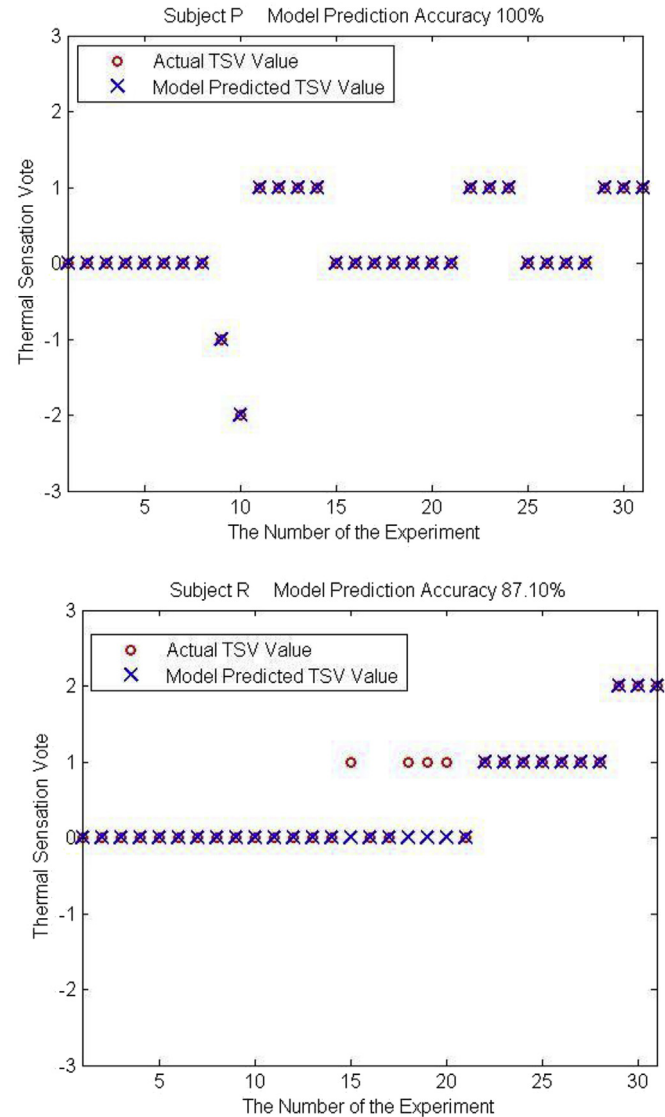 Subject P Model Prediction Accuracy 100%
3
Actual TSV Value
Model Predicted TSV Value
2
1
0
-1
-2
-3
Thermal Sensation Vote
5 10 15 20 25 30
The Number of the Experiment
Subject R Model Prediction Accuracy 87.10%
3
Actual TSV Value
Model Predicted TSV Value
2
1
0
-1
-2
-3
Thermal Sensation Vote
5 10 15 20 25 30
The Number of the Experiment